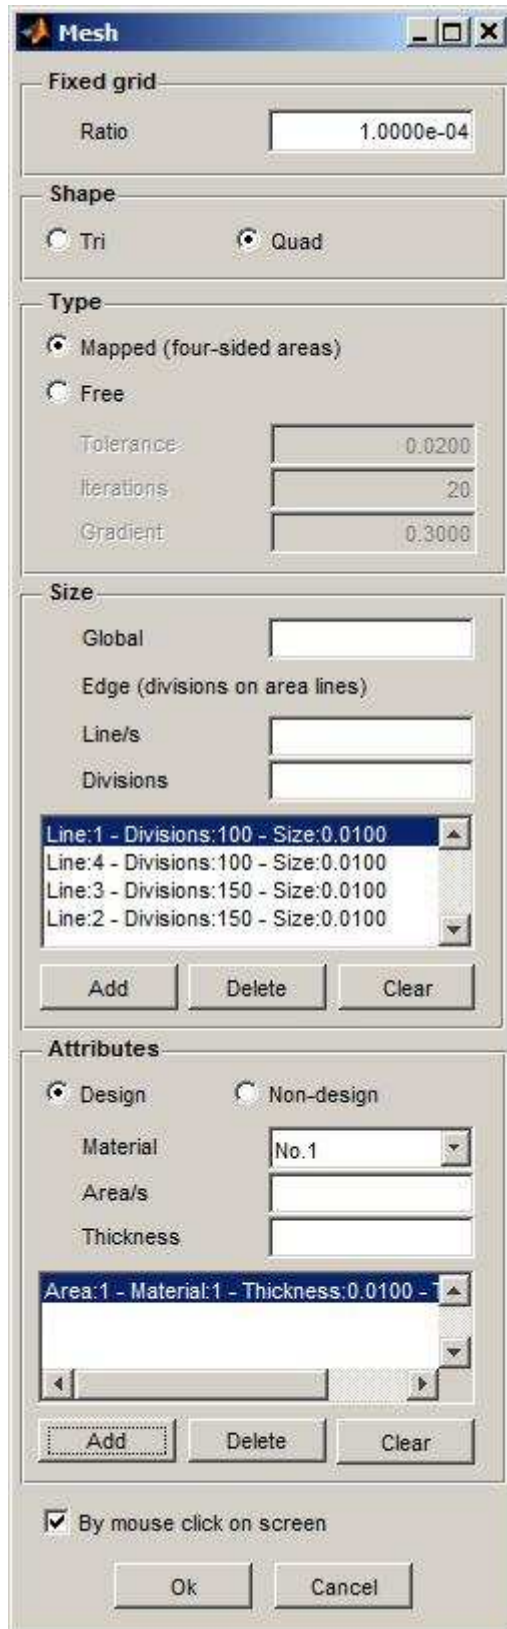 Mesh
Fixed grid
Ratio 1.0000e-04
Shape
Tri Quad
Type
Mapped (four-sided areas)
Free
Tolerance 0.0200
Iterations 20
Gradient 0.3000
Size
Global
Edge (divisions on area lines)
Line/s
Divisions
Line:1 - Divisions:100 - Size:0.0100
Line:4 - Divisions:100 - Size:0.0100
Line:3 - Divisions:150 - Size:0.0100
Line:2 - Divisions:150 - Size:0.0100
Add Delete Clear
Attributes
Design Non-design
Material No.1
Area/s
Thickness
Area:1 - Material:1 - Thickness:0.0100 -
Add Delete Clear
By mouse click on screen
Ok Cancel